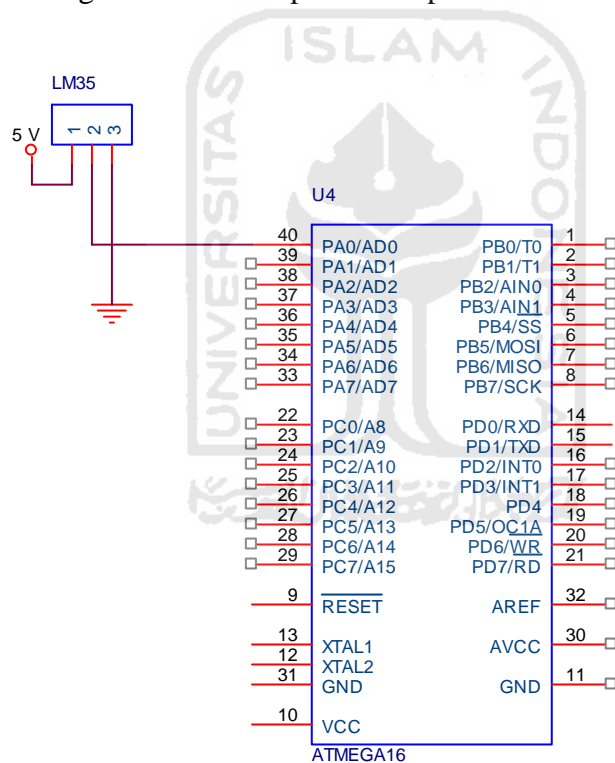 ISLAM
UNIVERSITAS
INDONESIA
LM35
5 V
1 2 3
U4
40 PA0/AD0 PB0/T0 1
39 PA1/AD1 PB1/T1 2
38 PA2/AD2 PB2/AIN0 3
37 PA3/AD3 PB3/AIN1 4
36 PA4/AD4 PB4/SS 5
35 PA5/AD5 PB5/MOSI 6
34 PA6/AD6 PB6/MISO 7
33 PA7/AD7 PB7/SCK 8
22 PC0/A8 PD0/RXD 14
23 PC1/A9 PD1/TXD 15
24 PC2/A10 PD2/INT0 16
25 PC3/A11 PD3/INT1 17
26 PC4/A12 PD4 18
27 PC5/A13 PD5/OC1A 19
28 PC6/A14 PD6/WR 20
29 PC7/A15 PD7/RD 21
9 RESET AREF 32
13 XTAL1 AVCC 30
12 XTAL2
31 GND GND 11
10 VCC
ATMEGA16